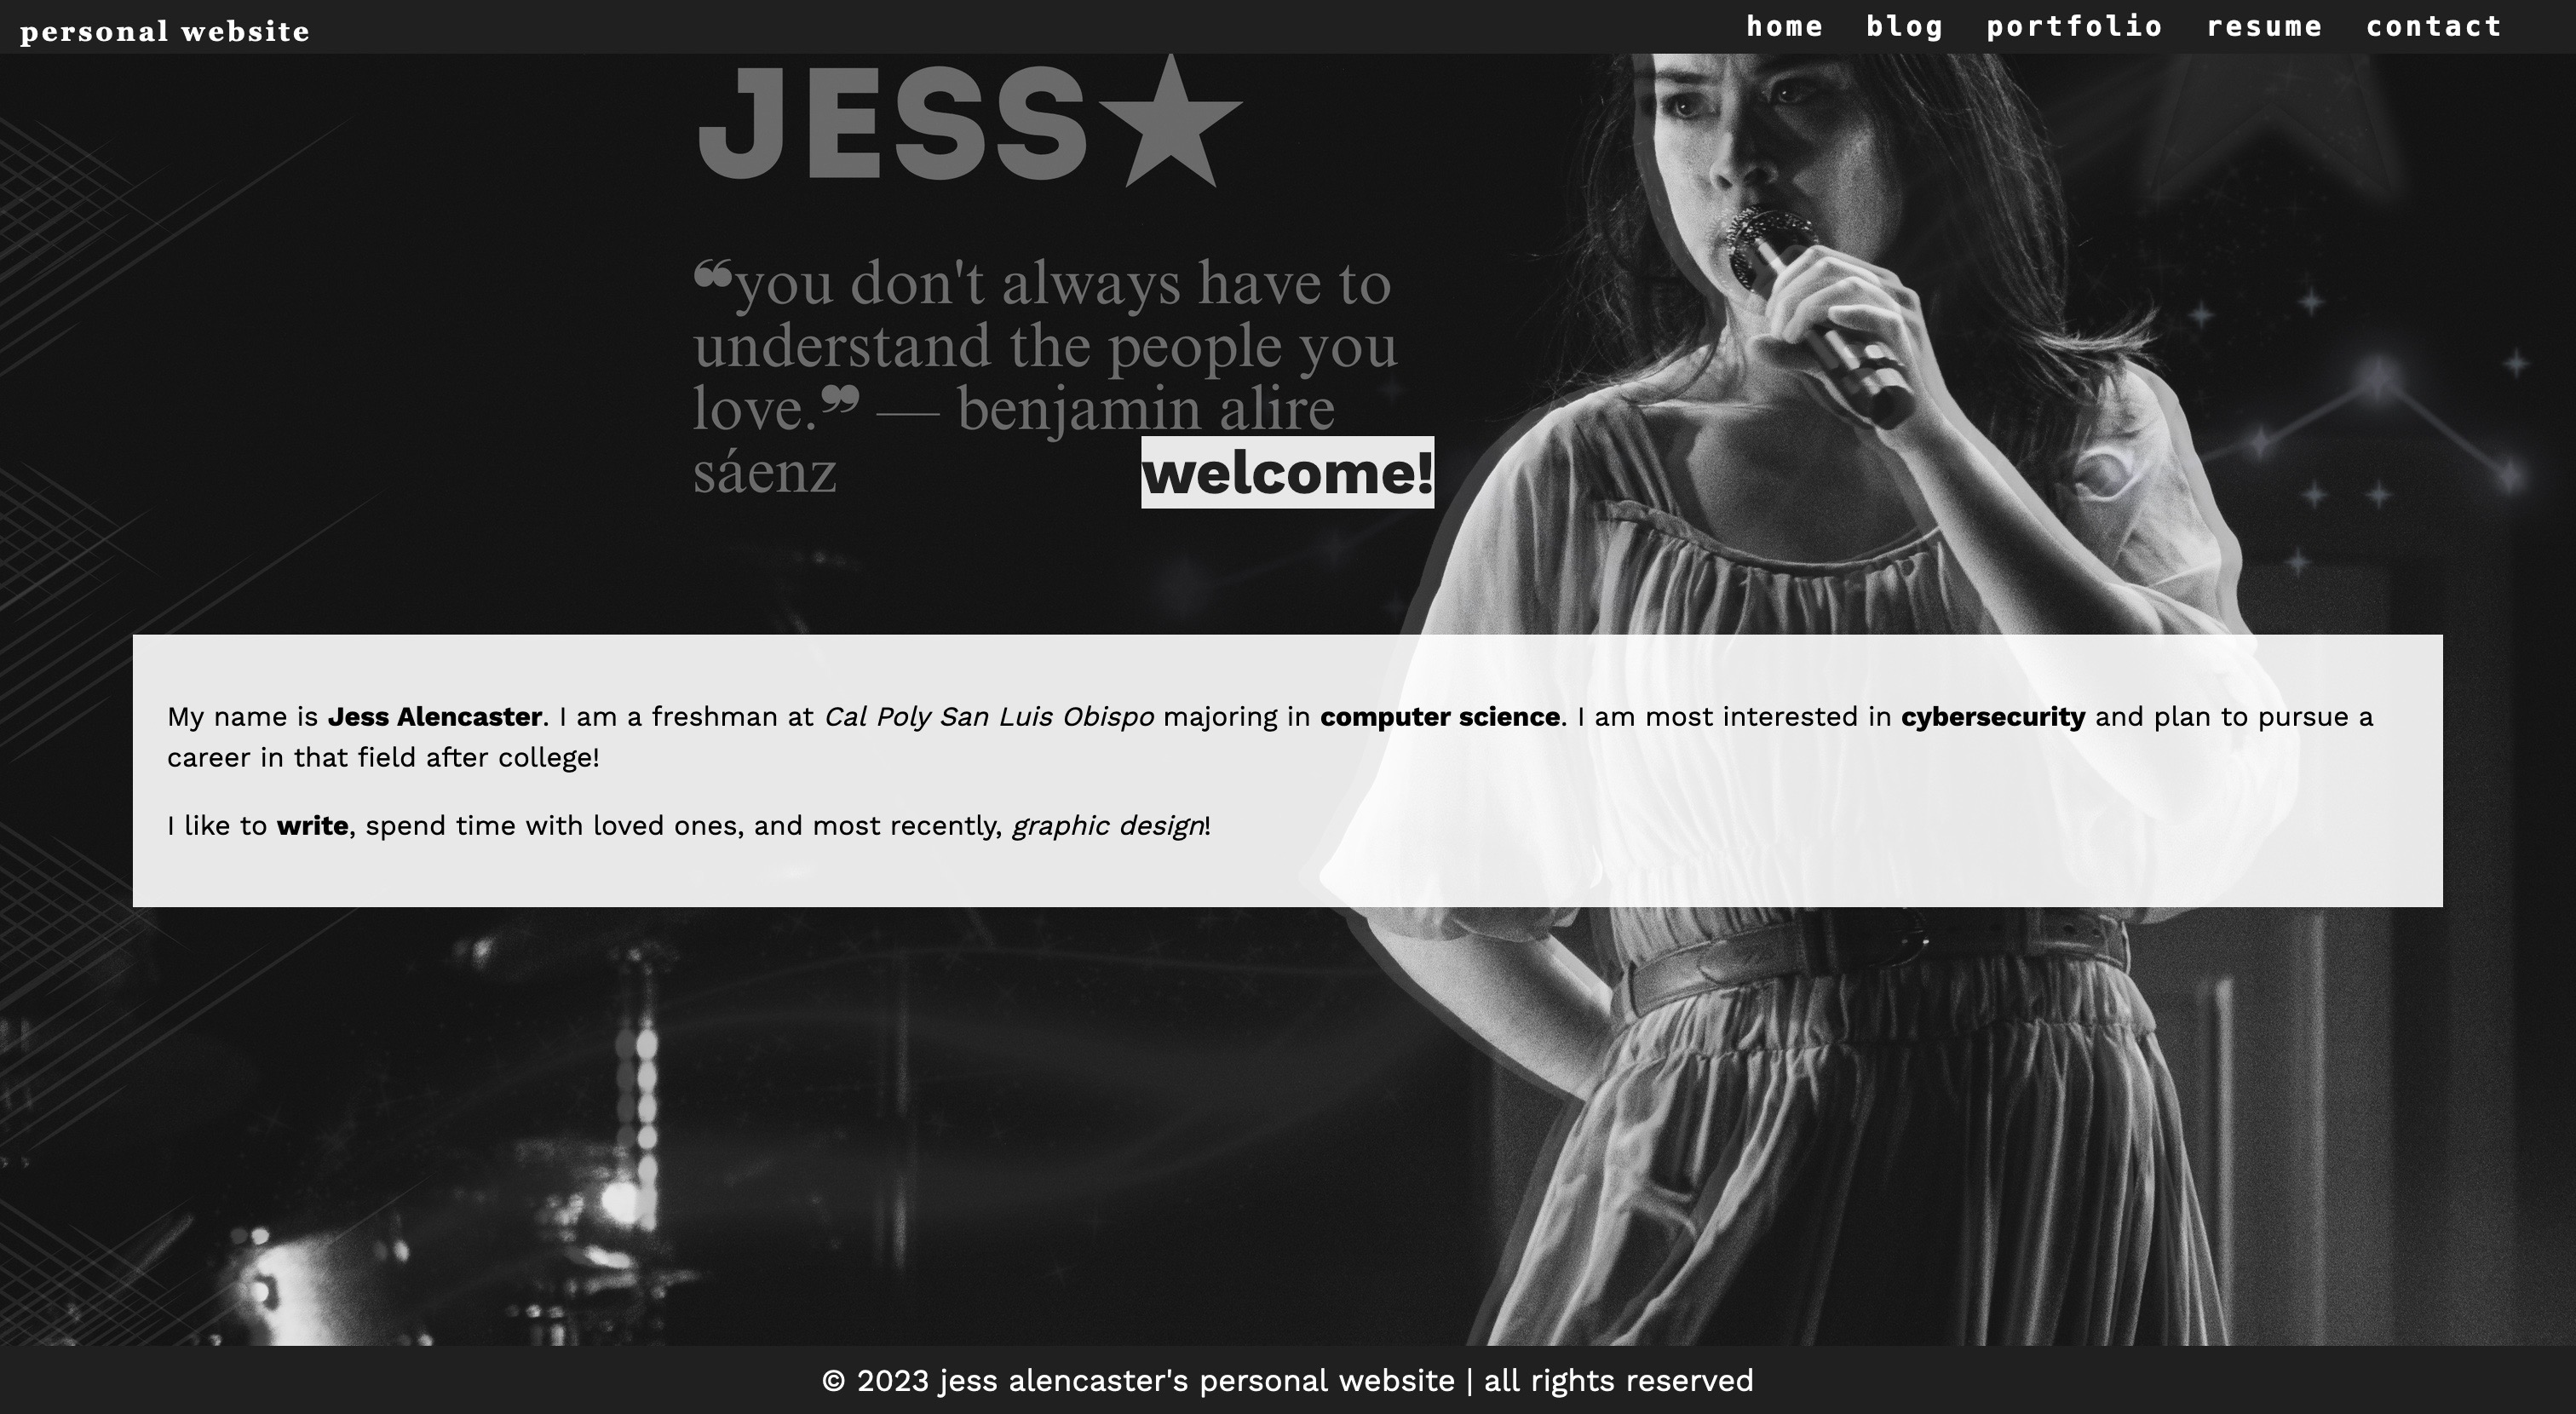 personal website
home blog portfolio resume contact
JESS★
❝you don't always have to
understand the people you
love.❞ — benjamin alire
sáenz
welcome!
My name is Jess Alencaster. I am a freshman at Cal Poly San Luis Obispo majoring in computer science. I am most interested in cybersecurity and plan to pursue a
career in that field after college!
I like to write, spend time with loved ones, and most recently, graphic design!
© 2023 jess alencaster's personal website | all rights reserved